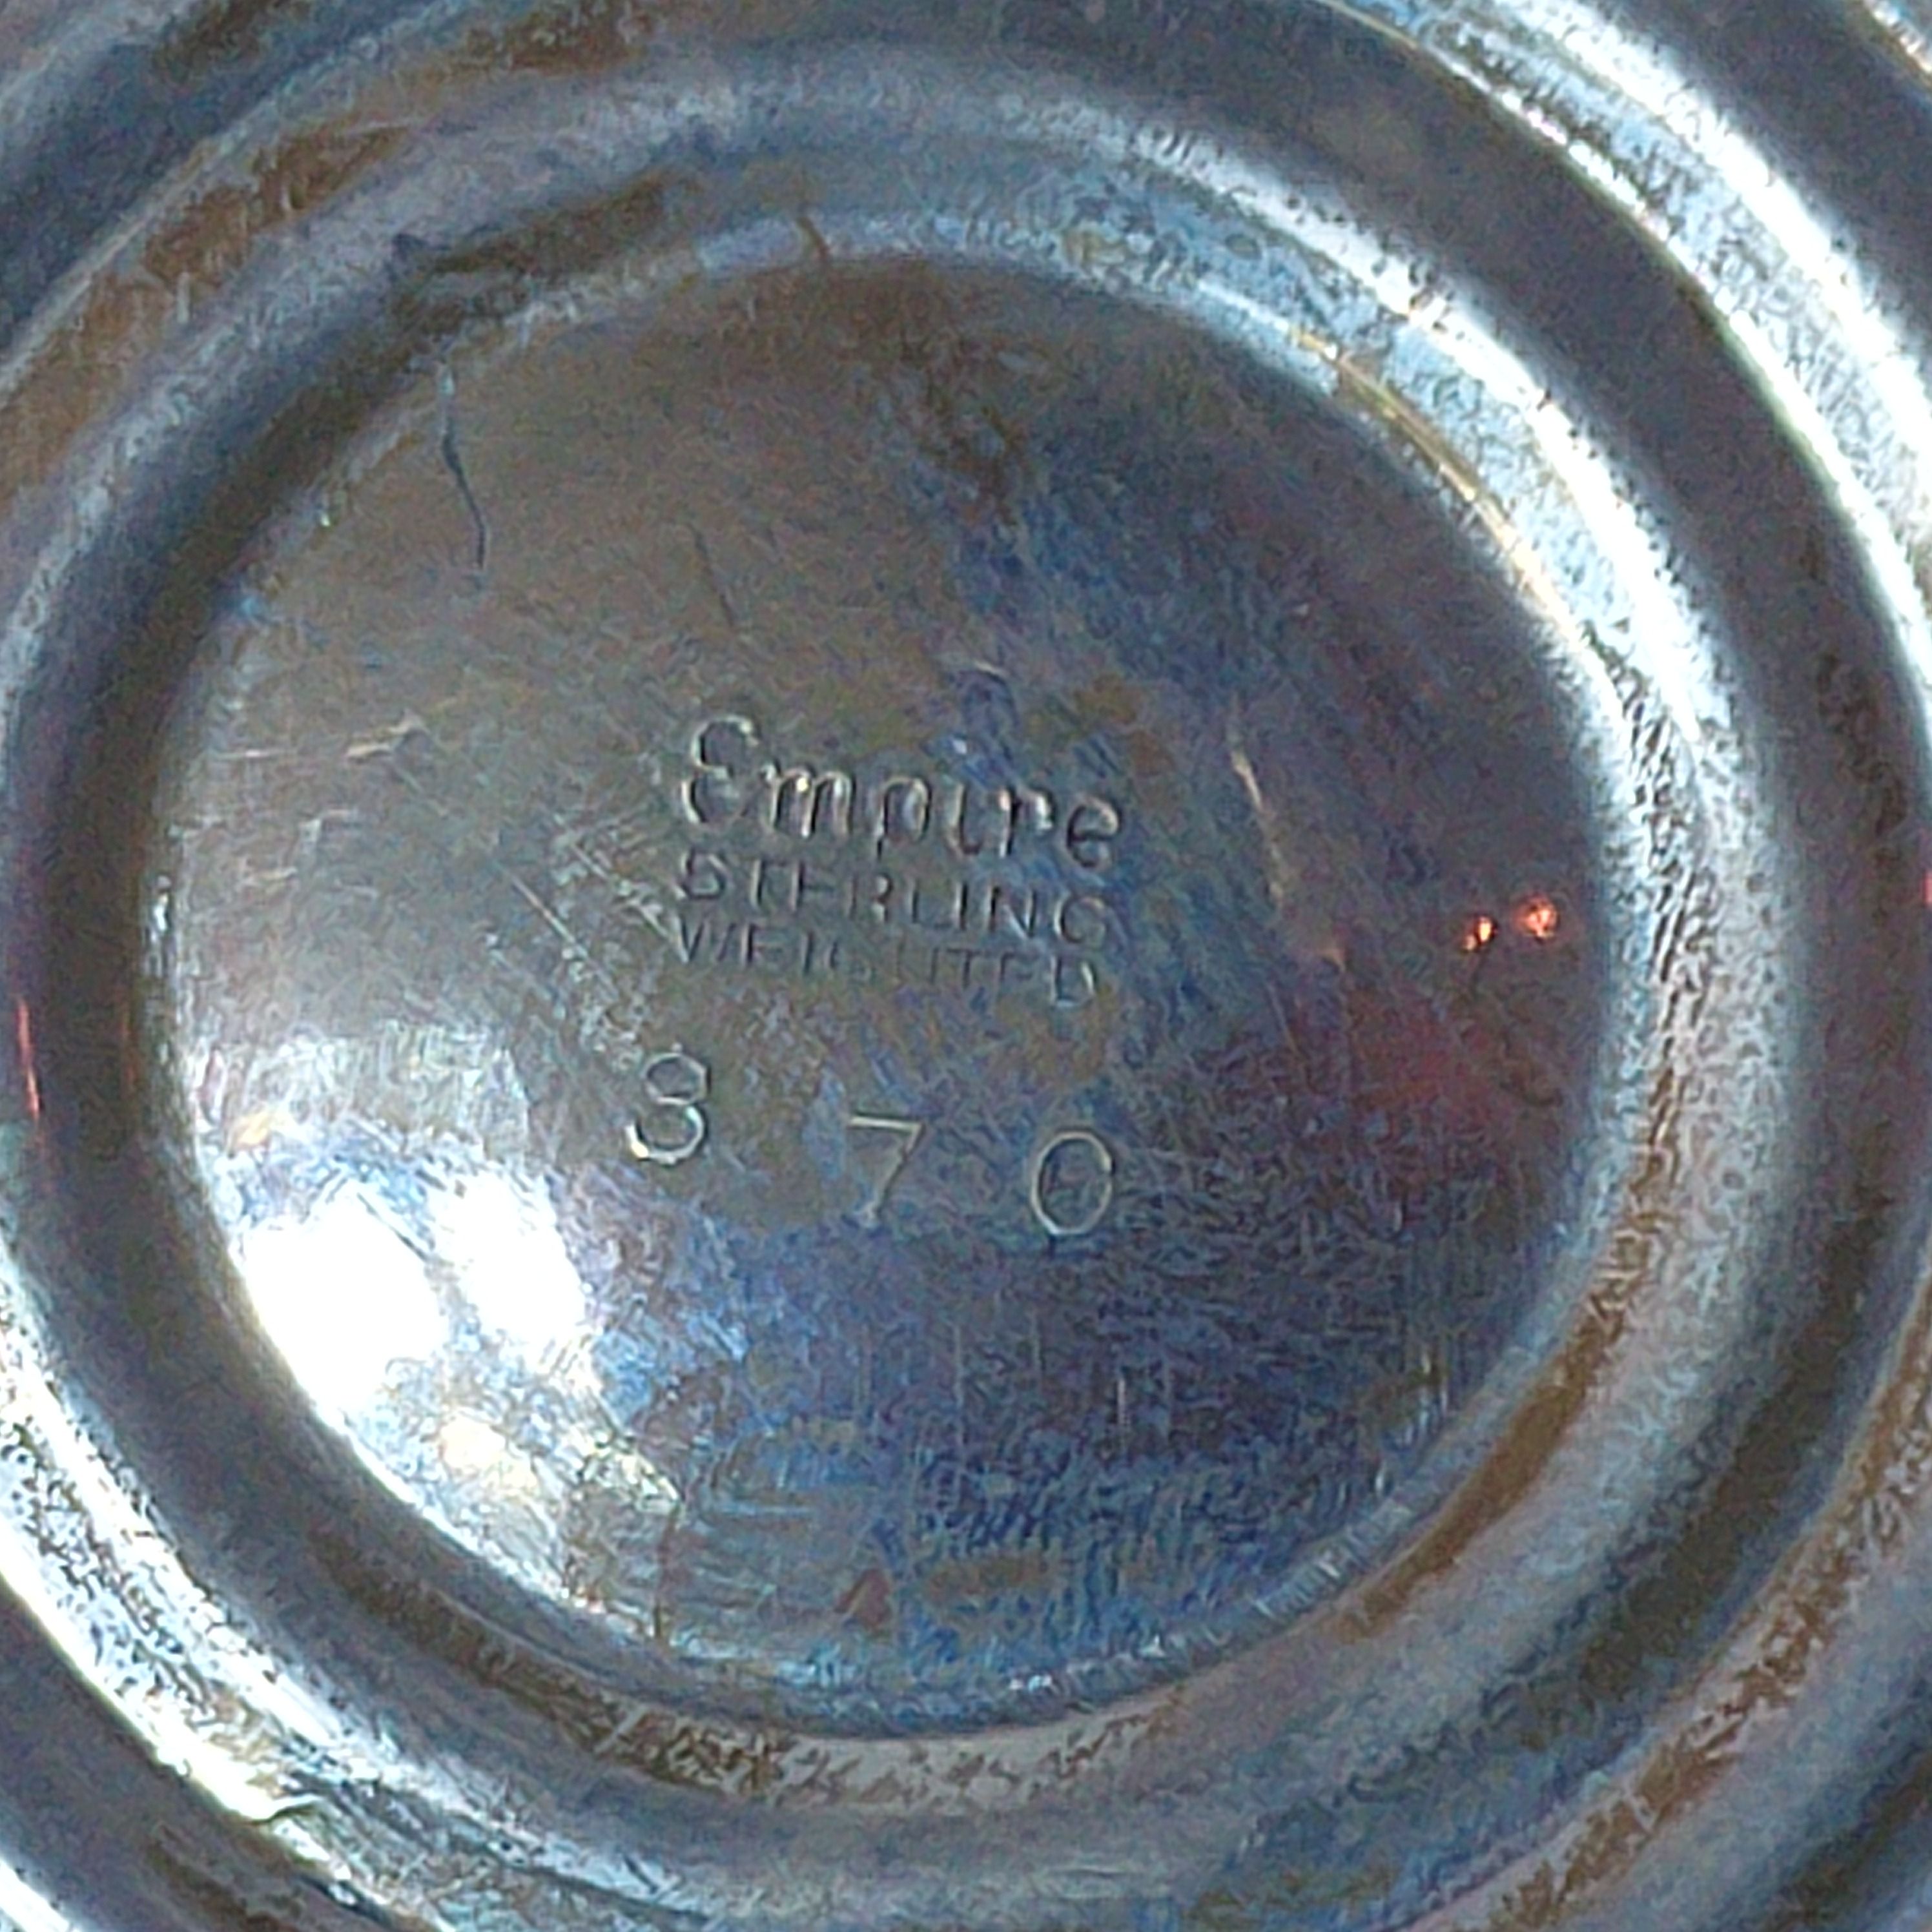 Empire
STERLING
WEIGHTED
370